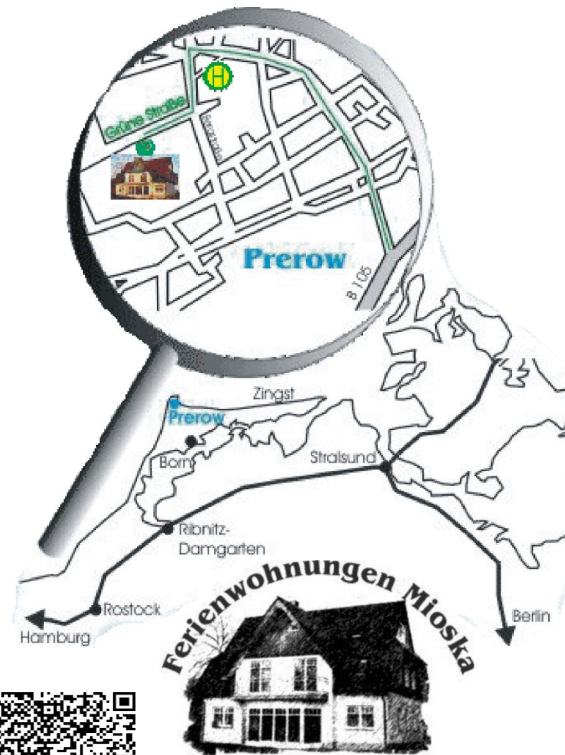 H
Grüne Straße
Prerow
B 105
Zingst
Prerow
Born
Stralsund
Ribnitz-
Damgarten
Rostock
Hamburg
Berlin
Ferienwohnungen Mioska